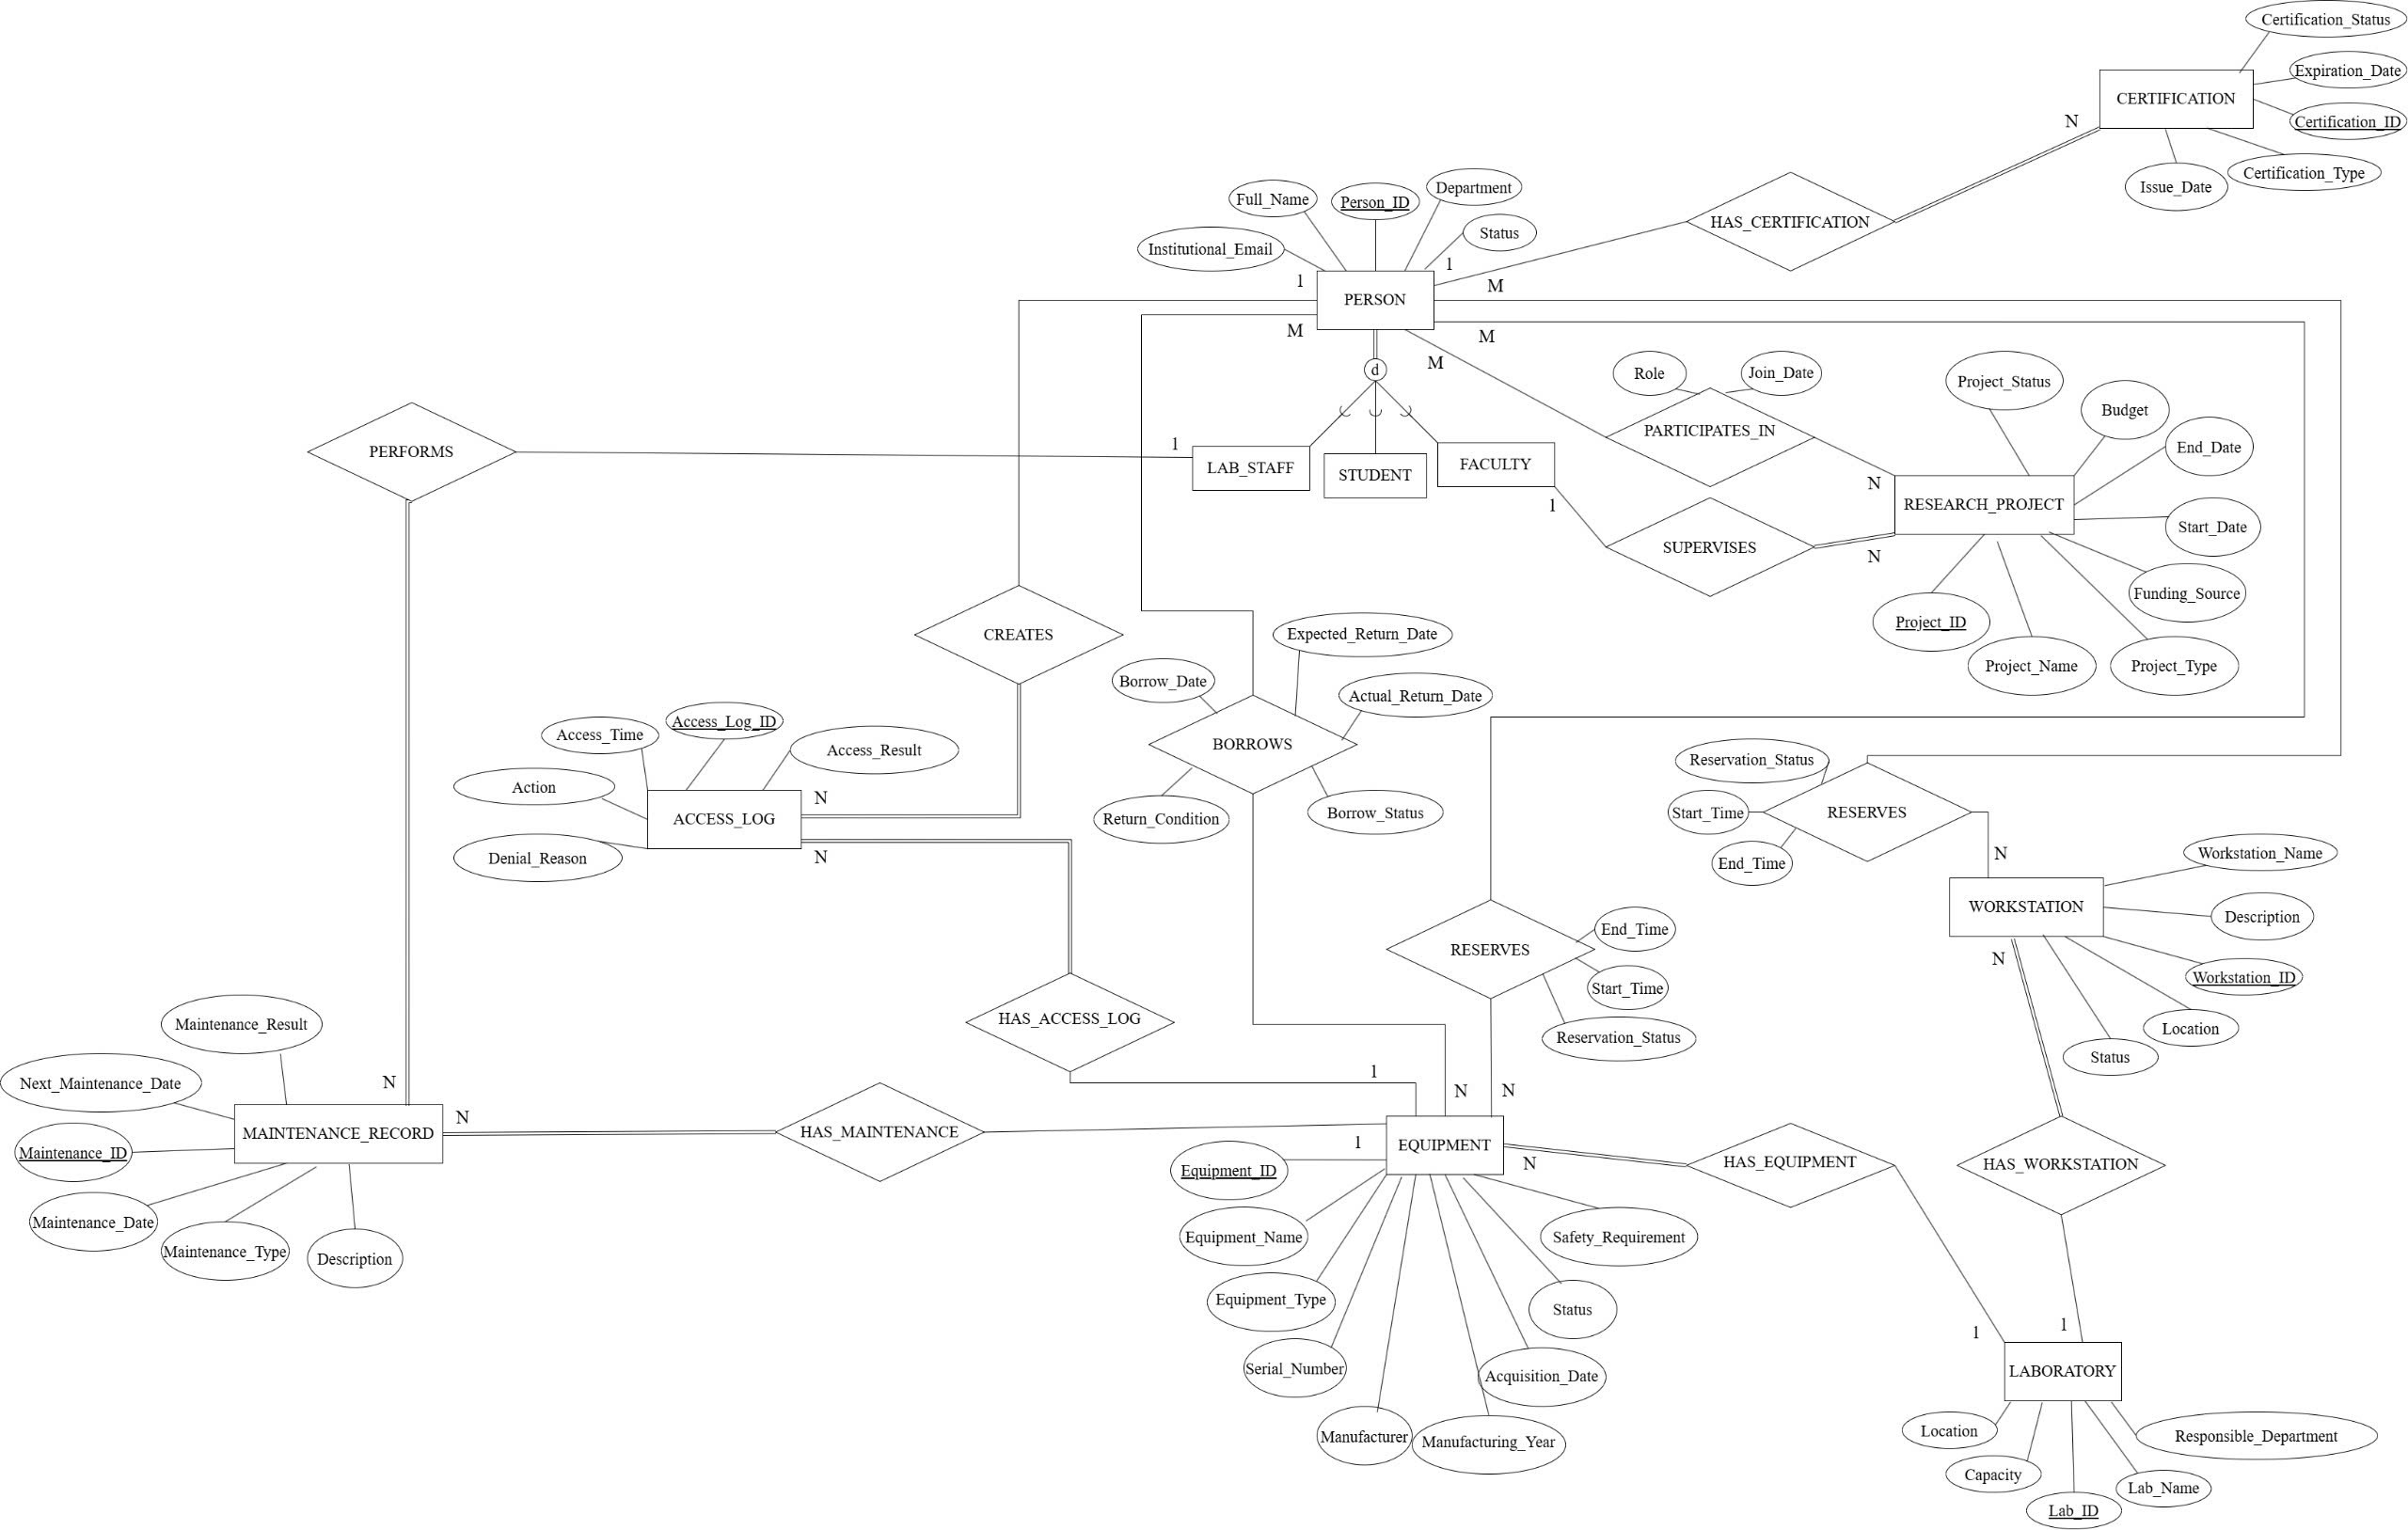 Certification_Status
Expiration_Date
CERTIFICATION
Certification_ID
N
Certification_Type
Issue_Date
Department
Full_Name
Person_ID
HAS_CERTIFICATION
Status
Institutional_Email
1
1
M
PERSON
M
M
M
d
Role
Join_Date
Project_Status
Budget
PARTICIPATES_IN
End_Date
PERFORMS
1
LAB_STAFF
STUDENT
FACULTY
N
1
RESEARCH_PROJECT
Start_Date
SUPERVISES
N
Funding_Source
Project_ID
Project_Name
Project_Type
CREATES
Expected_Return_Date
Borrow_Date
Actual_Return_Date
Access_Log_ID
Access_Time
Access_Result
BORROWS
Action
N
ACCESS_LOG
Return_Condition
Borrow_Status
Denial_Reason
N
Reservation_Status
Start_Time
RESERVES
End_Time
N
Workstation_Name
WORKSTATION
Description
N
Workstation_ID
Location
Status
End_Time
RESERVES
Start_Time
Reservation_Status
HAS_ACCESS_LOG
Maintenance_Result
Next_Maintenance_Date
N
1
N
N
N
MAINTENANCE_RECORD
HAS_MAINTENANCE
1
EQUIPMENT
N
HAS_EQUIPMENT
HAS_WORKSTATION
Maintenance_ID
Equipment_ID
Maintenance_Date
Maintenance_Type
Description
Equipment_Name
Safety_Requirement
Equipment_Type
Status
Serial_Number
Acquisition_Date
Manufacturer
Manufacturing_Year
1
1
LABORATORY
Location
Responsible_Department
Capacity
Lab_Name
Lab_ID